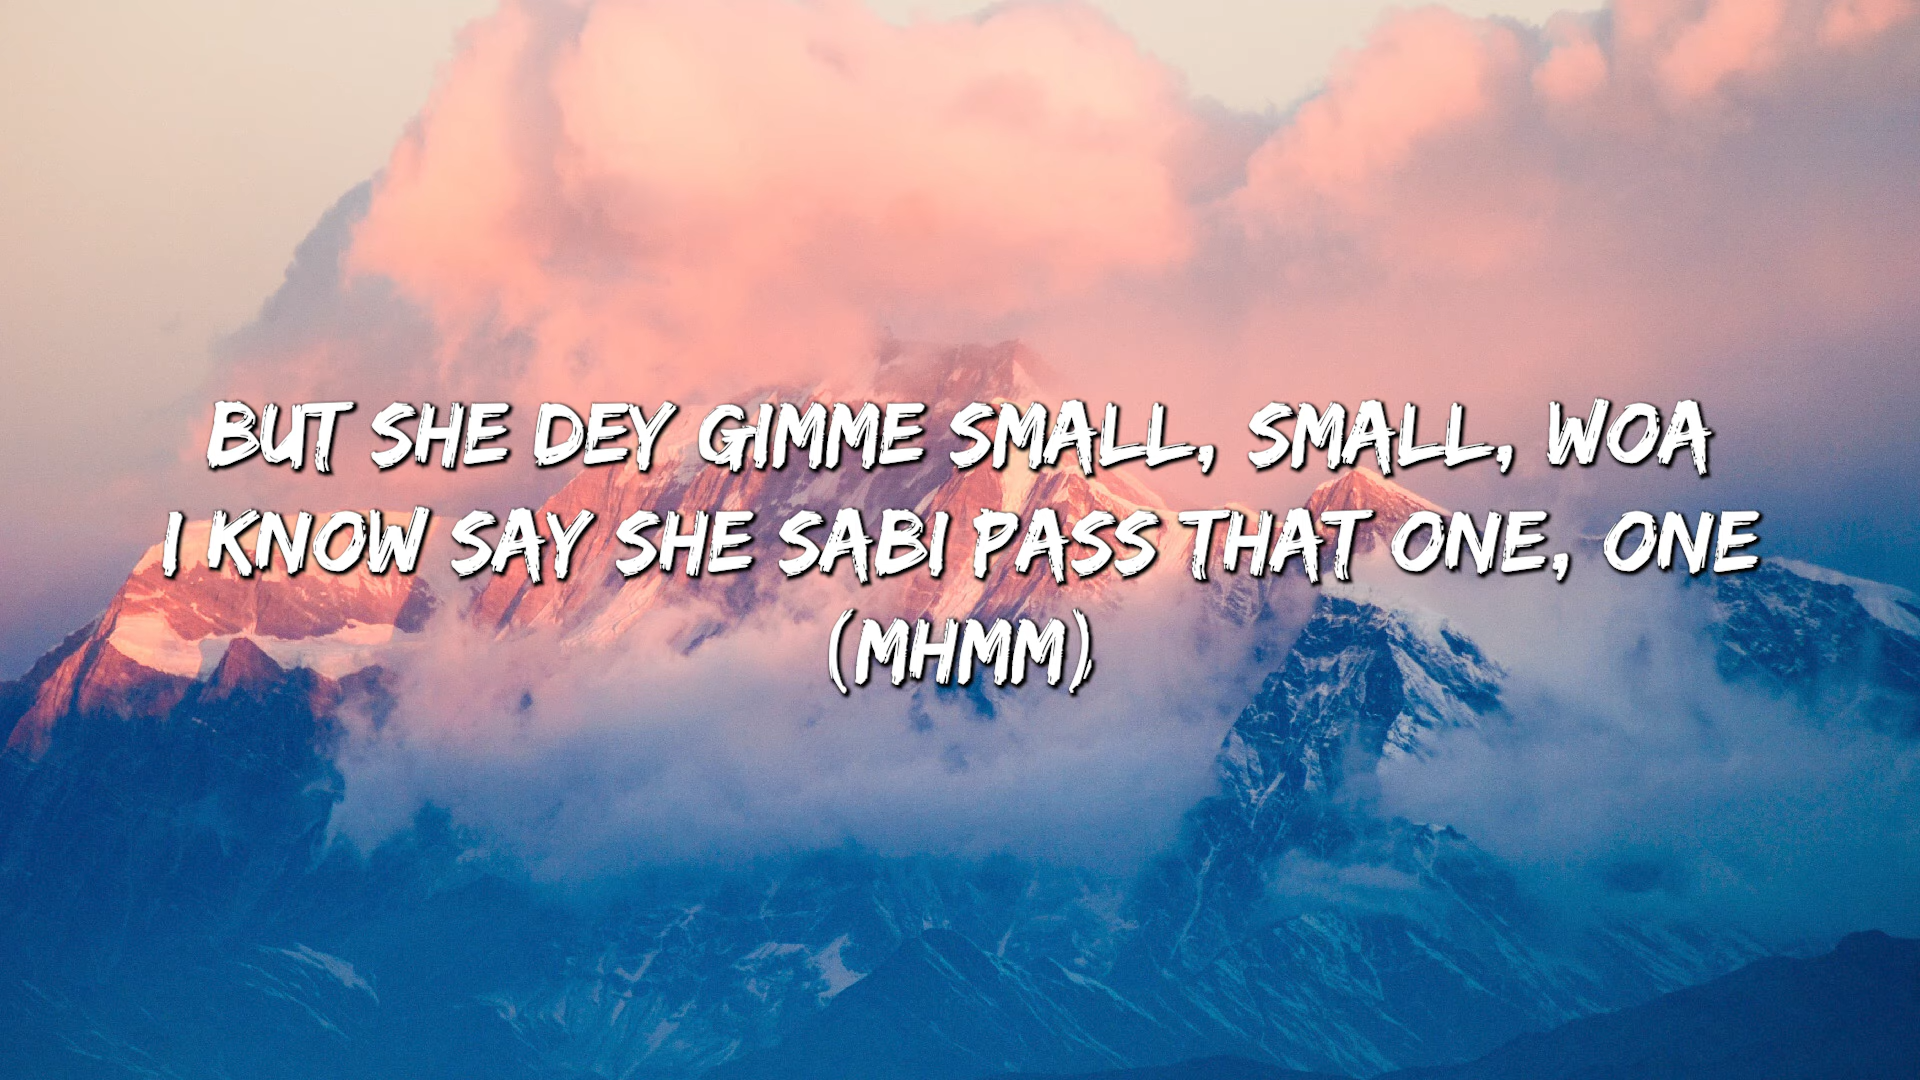 BUT SHE DEY GIMME SMALL, SMALL, WOA
I KNOW SAY SHE SABI PASS THAT ONE, ONE
(MHMM)